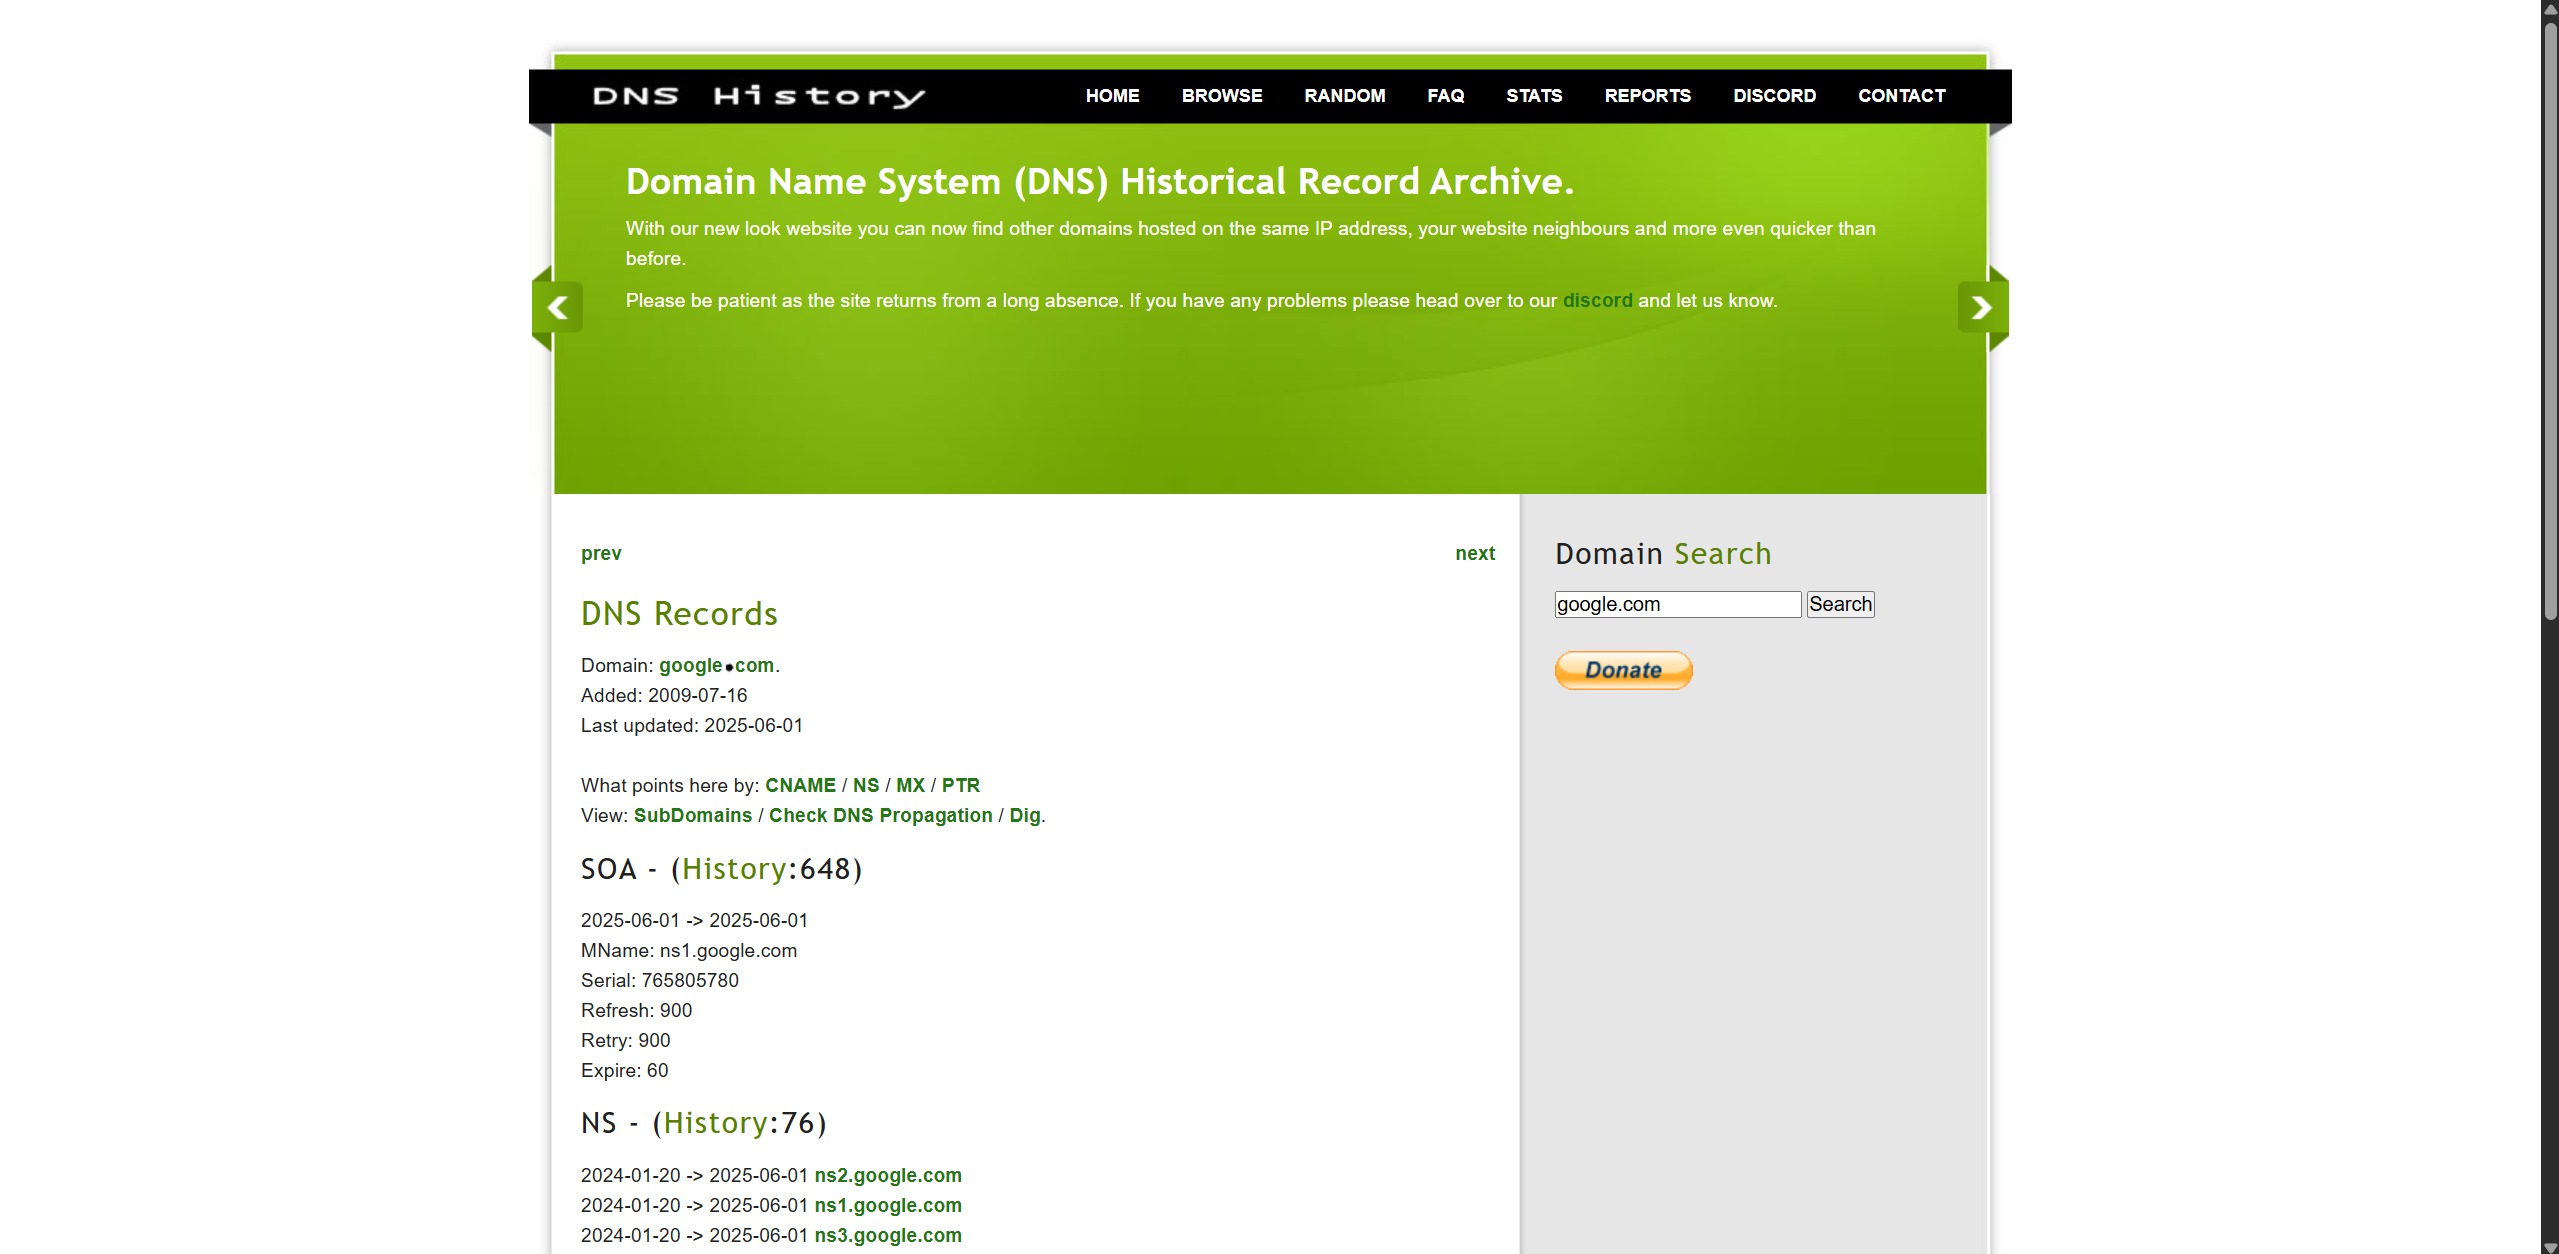 DNS History
HOME BROWSE RANDOM FAQ STATS REPORTS DISCORD CONTACT
Domain Name System (DNS) Historical Record Archive.
With our new look website you can now find other domains hosted on the same IP address, your website neighbours and more even quicker than
before.
Please be patient as the site returns from a long absence. If you have any problems please head over to our discord and let us know.
prev next
DNS Records
Domain: google.com.
Added: 2009-07-16
Last updated: 2025-06-01
What points here by: CNAME / NS / MX / PTR
View: SubDomains / Check DNS Propagation / Dig.
SOA - (History:648)
2025-06-01 -> 2025-06-01
MName: ns1.google.com
Serial: 765805780
Refresh: 900
Retry: 900
Expire: 60
NS - (History:76)
2024-01-20 -> 2025-06-01 ns2.google.com
2024-01-20 -> 2025-06-01 ns1.google.com
2024-01-20 -> 2025-06-01 ns3.google.com
Domain Search
google.com Search
Donate